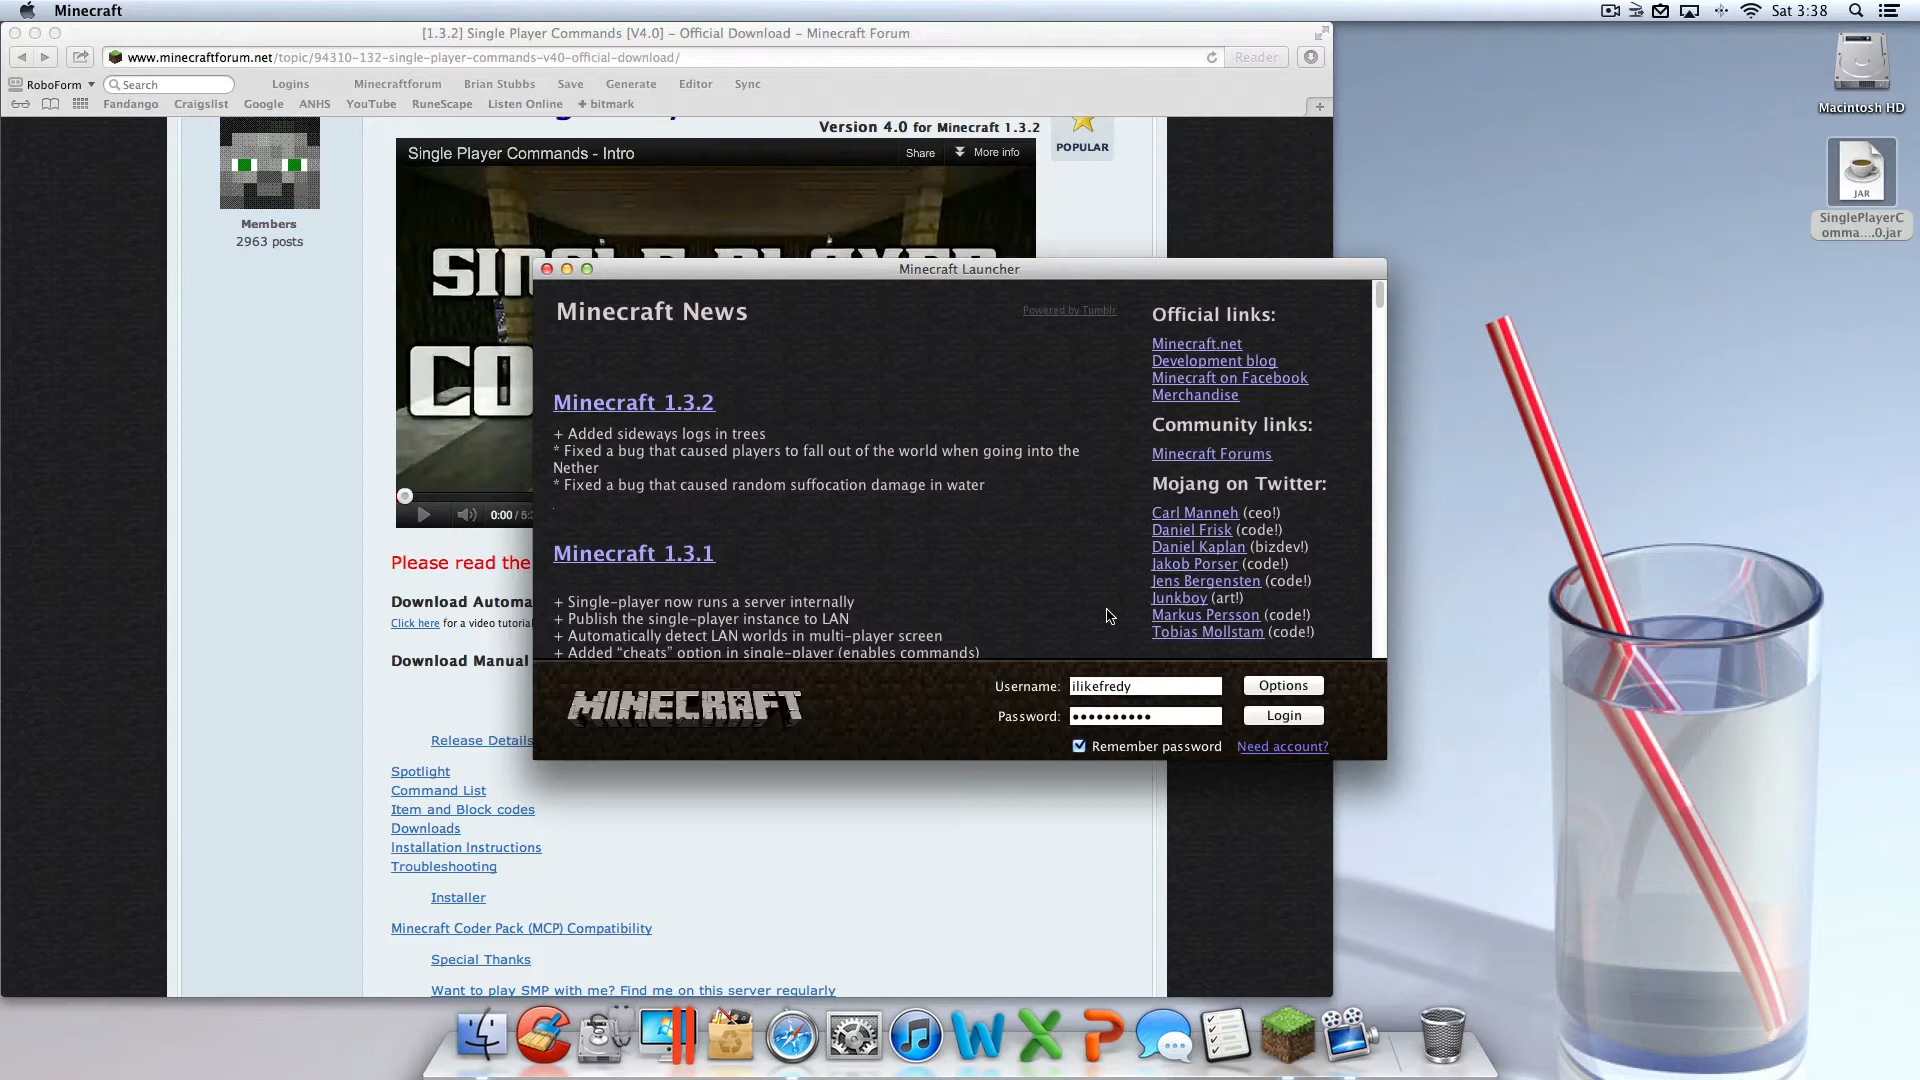 Minecraft
Sat 3:38
[1.3.2] Single Player Commands [V4.0] – Official Download – Minecraft Forum
www.minecraftforum.net/topic/94310-132-single-player-commands-v40-official-download/
Reader
RoboForm
Search
Logins
Minecraftforum
Brian Stubbs
Save
Generate
Editor
Sync
Fandango
Craigslist
Google
ANHS
YouTube
RuneScape
Listen Online
+ bitmark
Macintosh HD
JAR
SinglePlayerC
omma....0.jar
Version 4.0 for Minecraft 1.3.2
POPULAR
Single Player Commands - Intro
Share
More info
Members
2963 posts
0:00
Please read the
Download Automa
Click here for a video tutorial
Download Manual
Release Details
Spotlight
Command List
Item and Block codes
Downloads
Installation Instructions
Troubleshooting
Installer
Minecraft Coder Pack (MCP) Compatibility
Special Thanks
Want to play SMP with me? Find me on this server regularly
Minecraft Launcher
Minecraft News
Powered by Tumblr
Minecraft 1.3.2
+ Added sideways logs in trees
* Fixed a bug that caused players to fall out of the world when going into the
Nether
* Fixed a bug that caused random suffocation damage in water
Minecraft 1.3.1
+ Single-player now runs a server internally
+ Publish the single-player instance to LAN
+ Automatically detect LAN worlds in multi-player screen
+ Added “cheats” option in single-player (enables commands)
Official links:
Minecraft.net
Development blog
Minecraft on Facebook
Merchandise
Community links:
Minecraft Forums
Mojang on Twitter:
Carl Manneh (ceo!)
Daniel Frisk (code!)
Daniel Kaplan (bizdev!)
Jakob Porser (code!)
Jens Bergensten (code!)
Junkboy (art!)
Markus Persson (code!)
Tobias Mollstam (code!)
MINECRAFT
Username:
ilikefredy
Options
Password:
••••••••••
Login
Remember password
Need account?